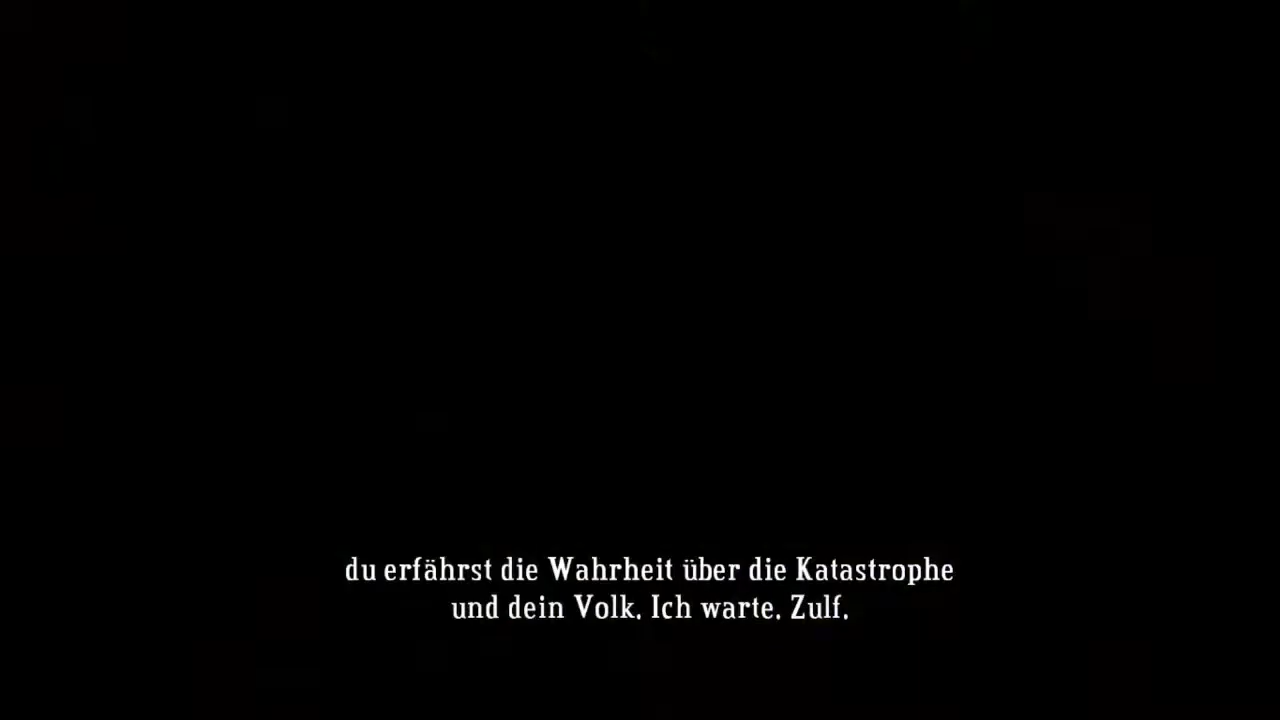 du erfährst die Wahrheit über die Katastrophe
und dein Volk. Ich warte. Zulf.